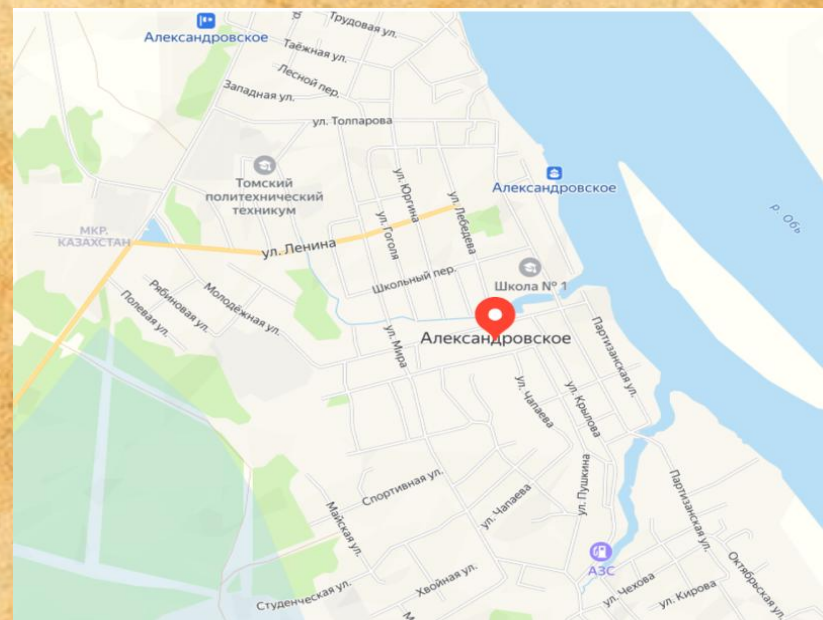 Трудовая ул.
Александровское
Таёжная ул.
Лесной пер.
Западная ул.
ул. Толпарова
Томский
политехнический
техникум
ул. Юргина
ул. Лебедева
Александровское
р. Обь
МКР.
КАЗАХСТАН
ул. Ленина
ул. Гоголя
Школьный пер.
Школа № 1
Молодёжная ул.
Рябиновая ул.
Полевая ул.
ул. Мира
Александровское
Партизанская ул.
ул. Чапаева
ул. Крылова
Спортивная ул.
ул. Чапаева
ул. Пушкина
Майская ул.
Партизанская ул.
АЗС
Октябрьская ул.
Хвойная ул.
ул. Чехова
ул. Кирова
Студенческая ул.